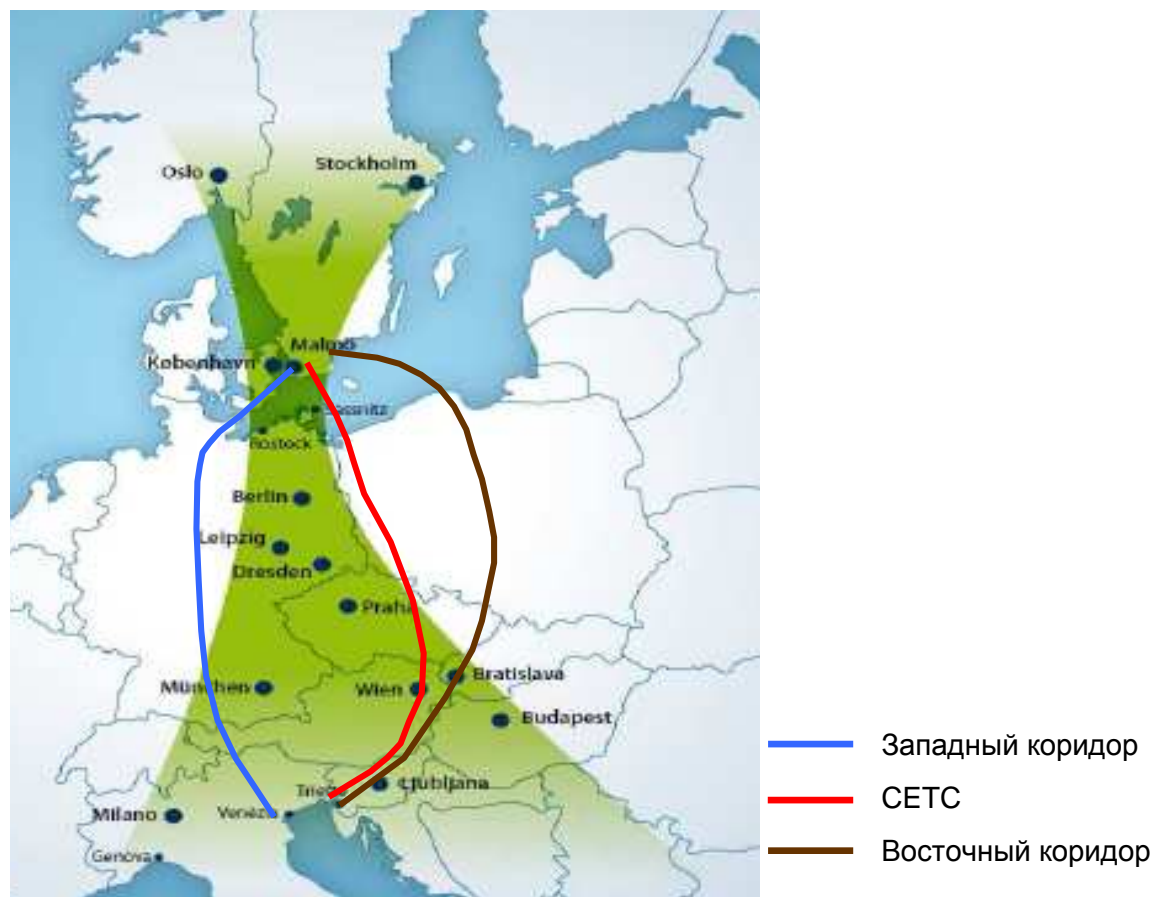 Oslo
Stockholm
Malmö
København
Sassnitz
Rostock
Berlin
Leipzig
Dresden
Praha
Bratislava
München
Wien
Budapest
Западный коридор
Ljubljana
Trieste
СЕТС
Milano
Venezia
Восточный коридор
Genova